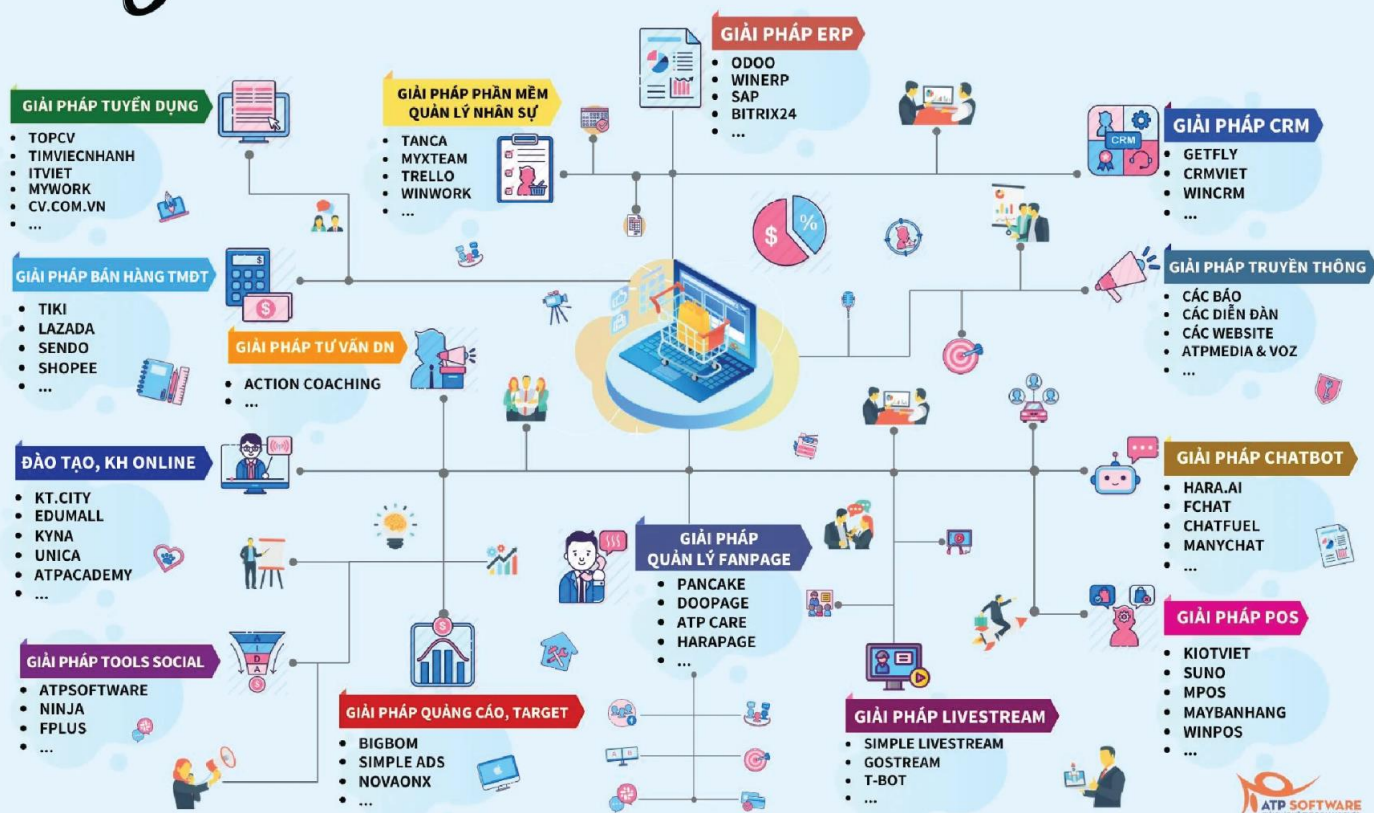 GIẢI PHÁP ERP
• ODOO
• WINERP
• SAP
• BITRIX24
• ...
GIẢI PHÁP TUYỂN DỤNG
• TOPCV
• TIMVIECNHANH
• ITVIET
• MYWORK
• CV.COM.VN
• ...
GIẢI PHÁP PHẦN MỀM
QUẢN LÝ NHÂN SỰ
• TANCA
• MYXTEAM
• TRELLO
• WINWORK
• ...
CRM
GIẢI PHÁP CRM
• GETFLY
• CRMVIET
• WINCRM
• ...
$ %
GIẢI PHÁP BÁN HÀNG TMĐT
• TIKI
• LAZADA
• SENDO
• SHOPEE
• ...
$
GIẢI PHÁP TƯ VẤN DN
• ACTION COACHING
• ...
GIẢI PHÁP TRUYỀN THÔNG
• CÁC BÁO
• CÁC DIỄN ĐÀN
• CÁC WEBSITE
• ATPMEDIA & VOZ
• ...
ĐÀO TẠO, KH ONLINE
• KT.CITY
• EDUMALL
• KYNA
• UNICA
• ATPACADEMY
• ...
GIẢI PHÁP
QUẢN LÝ FANPAGE
• PANCAKE
• DOOPAGE
• ATP CARE
• HARAPAGE
• ...
GIẢI PHÁP CHATBOT
• HARA.AI
• FCHAT
• CHATFUEL
• MANYCHAT
• ...
GIẢI PHÁP TOOLS SOCIAL
• ATPSOFTWARE
• NINJA
• FPLUS
• ...
A
I
D
A
$
$
GIẢI PHÁP QUẢNG CÁO, TARGET
• BIGBOM
• SIMPLE ADS
• NOVAONX
• ...
A B
GIẢI PHÁP LIVESTREAM
• SIMPLE LIVESTREAM
• GOSTREAM
• T-BOT
• ...
GIẢI PHÁP POS
• KIOTVIET
• SUNO
• MPOS
• MAYBANHANG
• WINPOS
• ...
ATP SOFTWARE